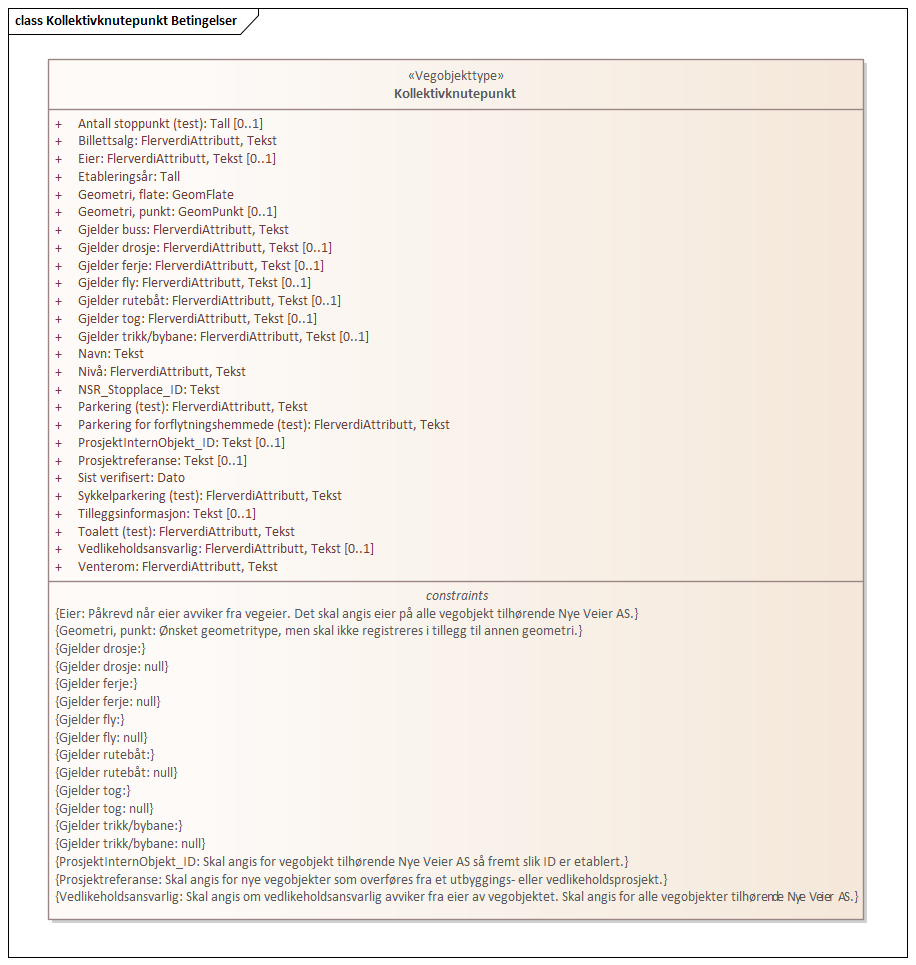 class Kollektivknutepunkt Betingelser
«Vegobjekttype»
Kollektivknutepunkt
+ Antall stoppunkt (test): Tall [0..1]
+ Billettsalg: FlerverdiAttributt, Tekst
+ Eier: FlerverdiAttributt, Tekst [0..1]
+ Etableringsår: Tall
+ Geometri, flate: GeomFlate
+ Geometri, punkt: GeomPunkt [0..1]
+ Gjelder buss: FlerverdiAttributt, Tekst
+ Gjelder drosje: FlerverdiAttributt, Tekst [0..1]
+ Gjelder ferje: FlerverdiAttributt, Tekst [0..1]
+ Gjelder fly: FlerverdiAttributt, Tekst [0..1]
+ Gjelder rutebåt: FlerverdiAttributt, Tekst [0..1]
+ Gjelder tog: FlerverdiAttributt, Tekst [0..1]
+ Gjelder trikk/bybane: FlerverdiAttributt, Tekst [0..1]
+ Navn: Tekst
+ Nivå: FlerverdiAttributt, Tekst
+ NSR_Stopplace_ID: Tekst
+ Parkering (test): FlerverdiAttributt, Tekst
+ Parkering for forflytningshemmede (test): FlerverdiAttributt, Tekst
+ ProsjektInternObjekt_ID: Tekst [0..1]
+ Prosjektreferanse: Tekst [0..1]
+ Sist verifisert: Dato
+ Sykkelparkering (test): FlerverdiAttributt, Tekst
+ Tilleggsinformasjon: Tekst [0..1]
+ Toalett (test): FlerverdiAttributt, Tekst
+ Vedlikeholdsansvarlig: FlerverdiAttributt, Tekst [0..1]
+ Venterom: FlerverdiAttributt, Tekst
constraints
{Eier: Påkrevd når eier avviker fra vegeier. Det skal angis eier på alle vegobjekt tilhørende Nye Veier AS.}
{Geometri, punkt: Ønsket geometritype, men skal ikke registreres i tillegg til annen geometri.}
{Gjelder drosje:}
{Gjelder drosje: null}
{Gjelder ferje:}
{Gjelder ferje: null}
{Gjelder fly:}
{Gjelder fly: null}
{Gjelder rutebåt:}
{Gjelder rutebåt: null}
{Gjelder tog:}
{Gjelder tog: null}
{Gjelder trikk/bybane:}
{Gjelder trikk/bybane: null}
{ProsjektInternObjekt_ID: Skal angis for vegobjekt tilhørende Nye Veier AS så fremt slik ID er etablert.}
{Prosjektreferanse: Skal angis for nye vegobjekter som overføres fra et utbyggings- eller vedlikeholdsprosjekt.}
{Vedlikeholdsansvarlig: Skal angis om vedlikeholdsansvarlig avviker fra eier av vegobjektet. Skal angis for alle vegobjekter tilhørende Nye Veier AS.}